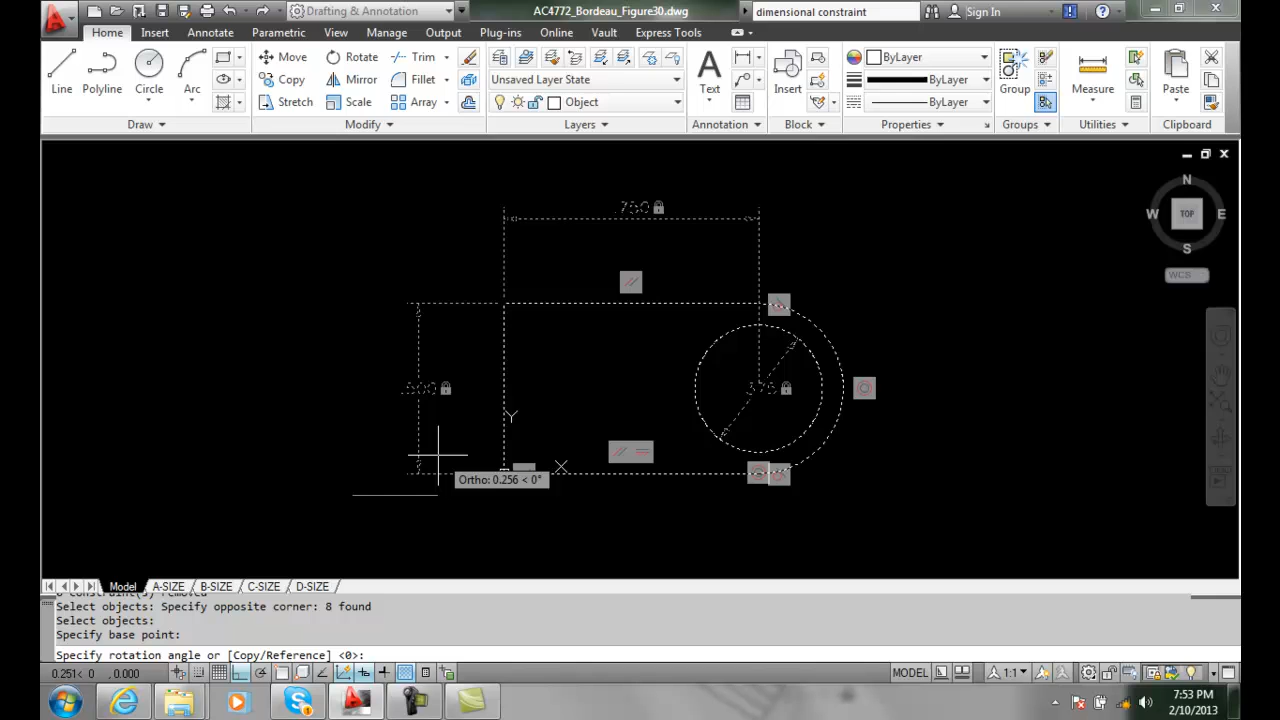 Drafting & Annotation
AC4772_Bordeau_Figure30.dwg
dimensional constraint
Sign In
Home Insert Annotate Parametric View Manage Output Plug-ins Online Vault Express Tools
Line Polyline Circle Arc
Move Rotate Trim
Copy Mirror Fillet
Stretch Scale Array
Unsaved Layer State
Object
Text
Insert
ByLayer
ByLayer
ByLayer
Group
Measure
Paste
Draw Modify Layers Annotation Block Properties Groups Utilities Clipboard
N
W TOP E
S
WCS
.750
.500
.375
Y
X
Ortho: 0.256 < 0°
Model A-SIZE B-SIZE C-SIZE D-SIZE
Select objects: Specify opposite corner: 8 found
Select objects:
Specify base point:
Specify rotation angle or [Copy/Reference] <0>:
0.251< 0 , 0.000
MODEL
1:1
7:53 PM
2/10/2013